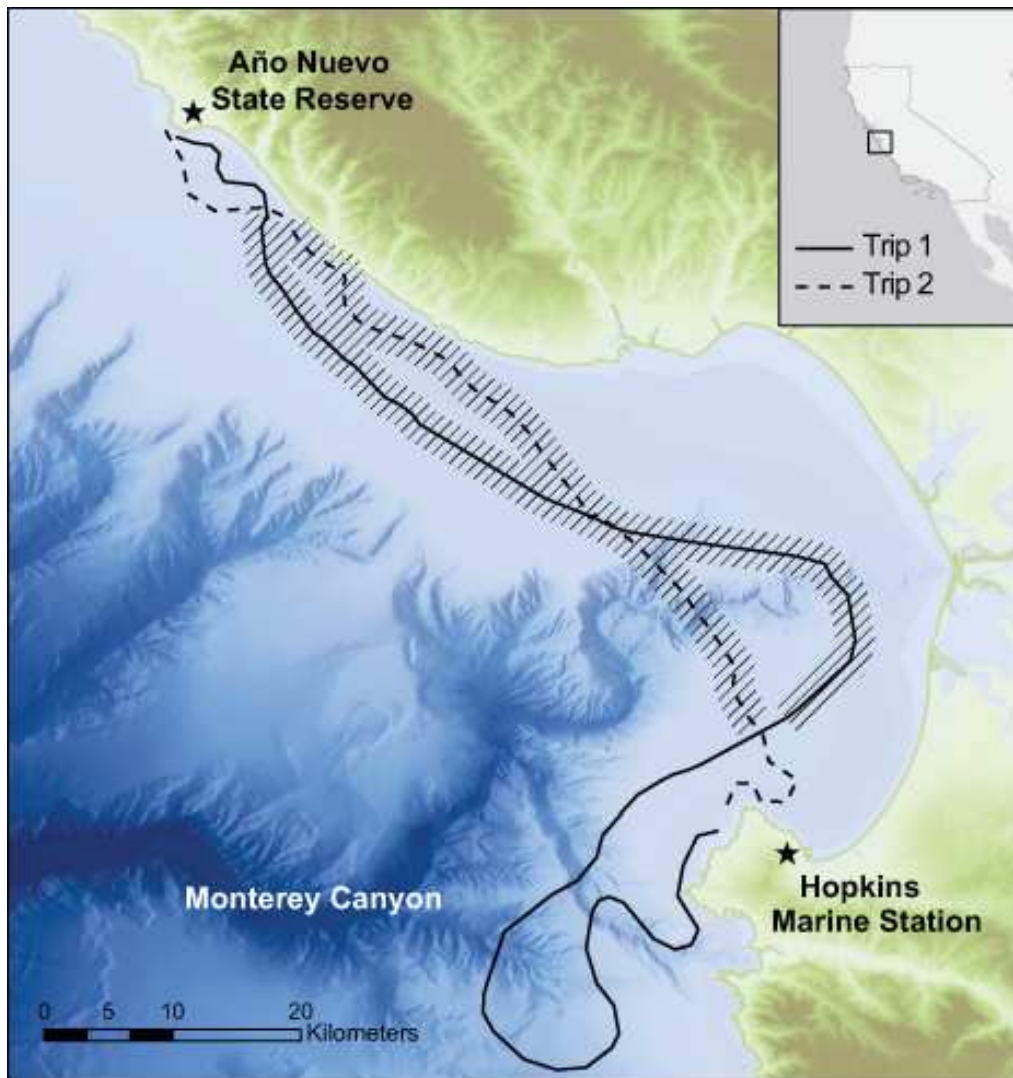 Año Nuevo
State Reserve
Trip 1
Trip 2
Monterey Canyon
Hopkins
Marine Station
0 5 10 20
Kilometers